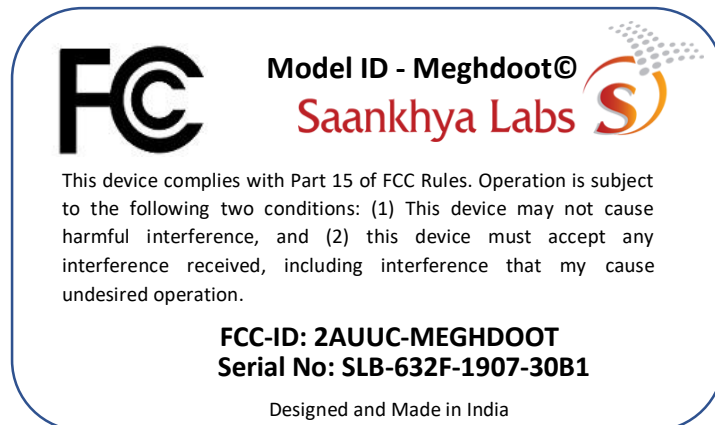 FC Model ID - Meghdoot©
Saankhya Labs S
This device complies with Part 15 of FCC Rules. Operation is subject
to the following two conditions: (1) This device may not cause
harmful interference, and (2) this device must accept any
interference received, including interference that my cause
undesired operation.
FCC-ID: 2AUUC-MEGHDOOT
Serial No: SLB-632F-1907-30B1
Designed and Made in India